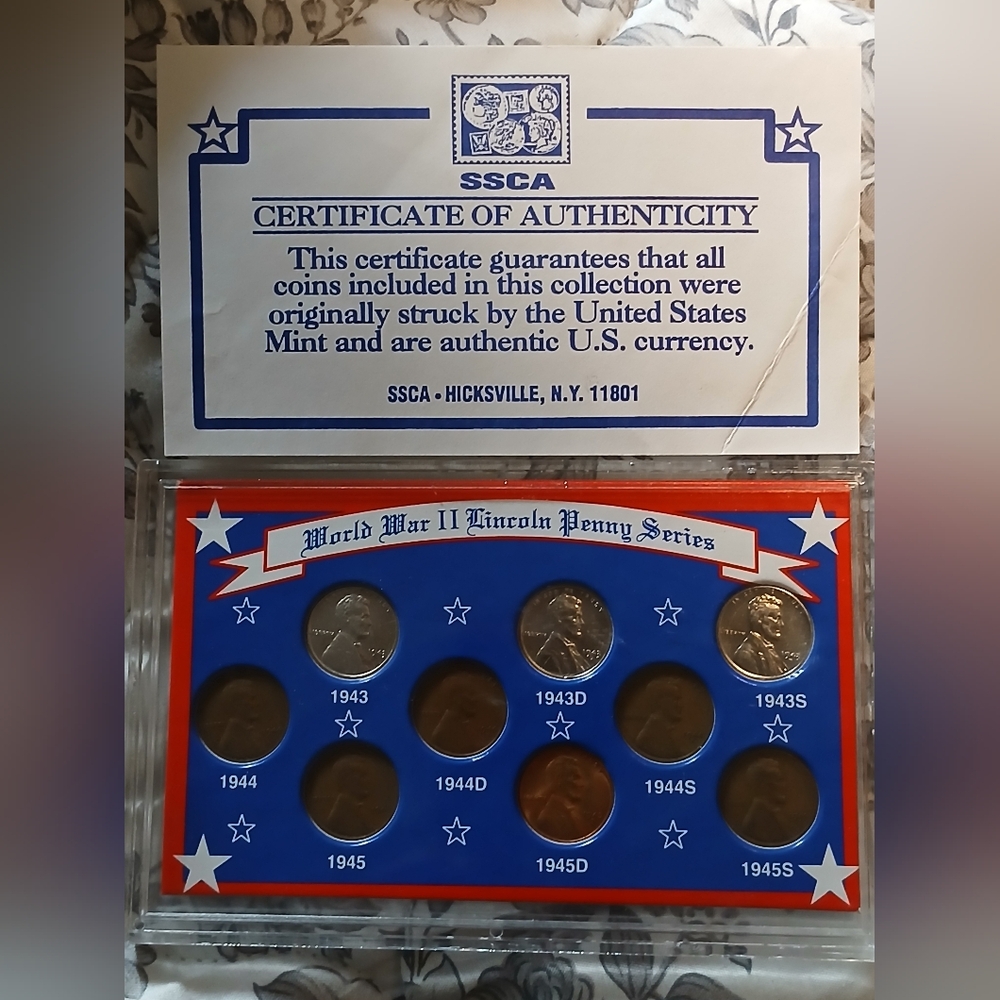 SSCA
CERTIFICATE OF AUTHENTICITY
This certificate guarantees that all
coins included in this collection were
originally struck by the United States
Mint and are authentic U.S. currency.
SSCA • HICKSVILLE, N.Y. 11801
World War II Lincoln Penny Series
1943
1943D
1943S
1944
1944D
1944S
1945
1945D
1945S